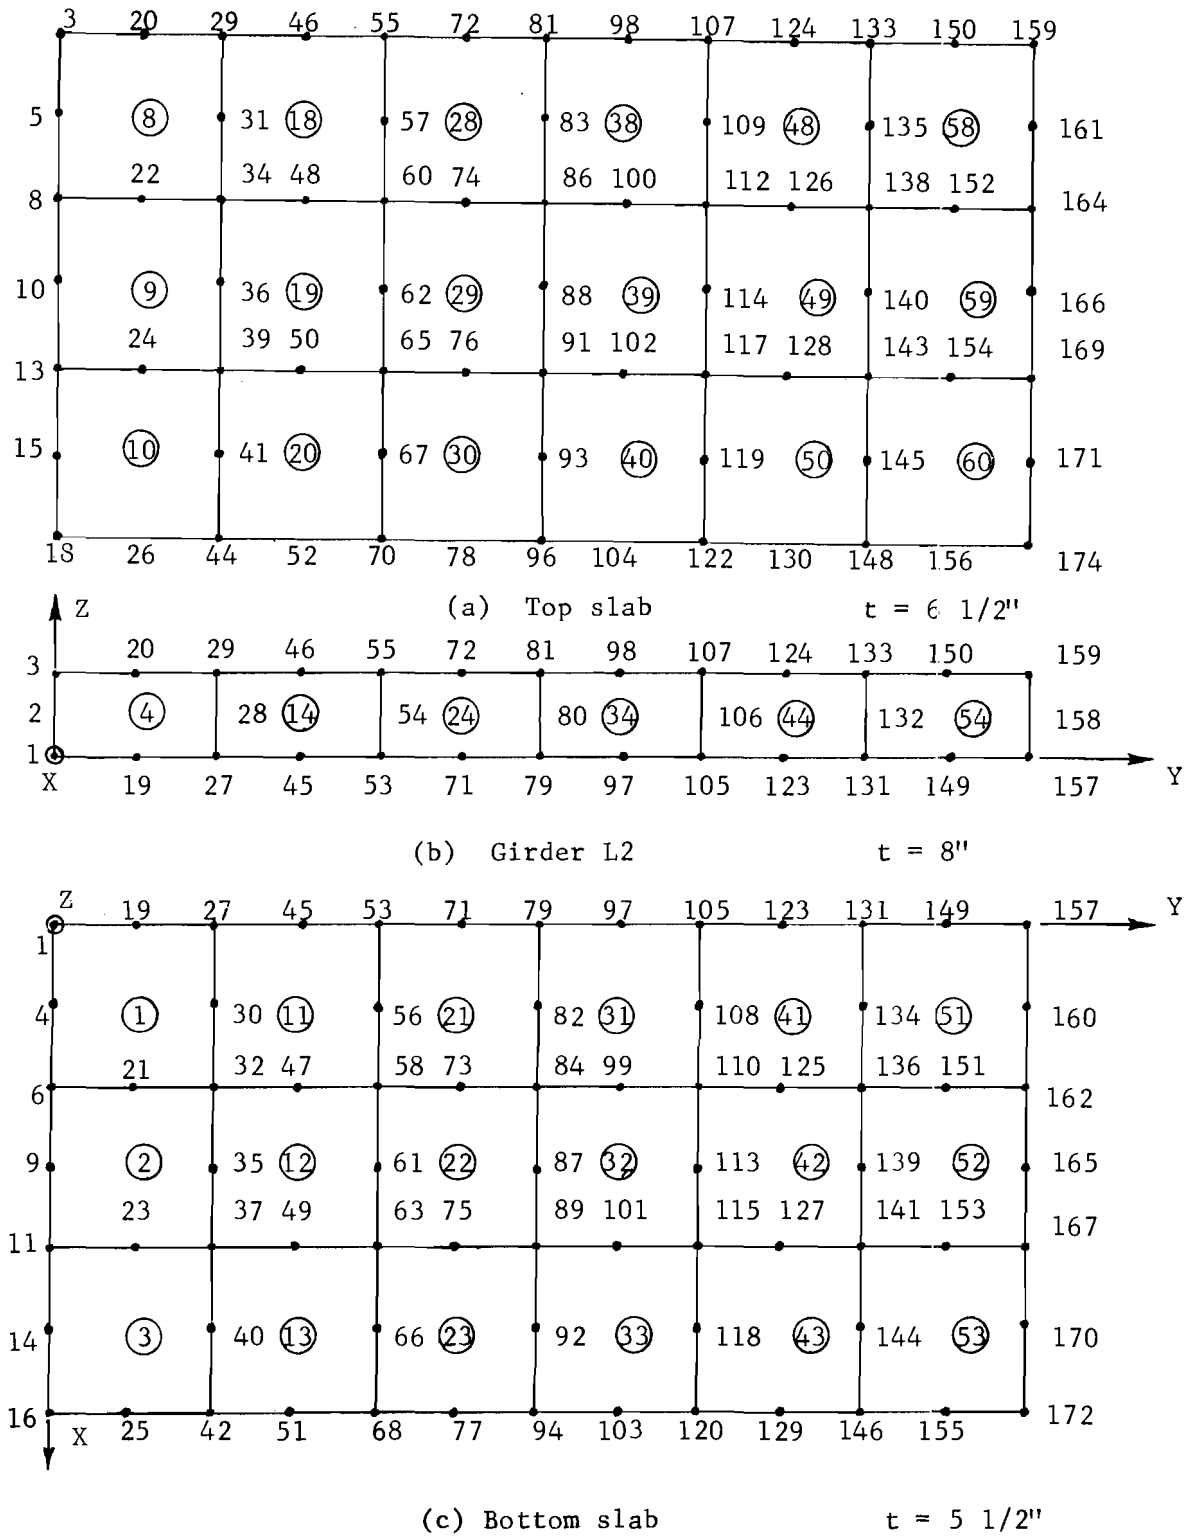 3 20 29 46 55 72 81 98 107 124 133 150 159
5 8 31 18 57 28 83 38 109 48 135 58 161
22 34 48 60 74 86 100 112 126 138 152
8 164
10 9 36 19 62 29 88 39 114 49 140 59 166
24 39 50 65 76 91 102 117 128 143 154 169
13
15 10 41 20 67 30 93 40 119 50 145 60 171
18 26 44 52 70 78 96 104 122 130 148 156 174
(a) Top slab t = 6 1/2"
Z
3 20 29 46 55 72 81 98 107 124 133 150 159
2 4 28 14 54 24 80 34 106 44 132 54 158
1 Y
X 19 27 45 53 71 79 97 105 123 131 149 157
(b) Girder L2 t = 8"
Z
19 27 45 53 71 79 97 105 123 131 149 157 Y
1
4 1 30 11 56 21 82 31 108 41 134 51 160
21 32 47 58 73 84 99 110 125 136 151
6 162
9 2 35 12 61 22 87 32 113 42 139 52 165
23 37 49 63 75 89 101 115 127 141 153
11 167
14 3 40 13 66 23 92 33 118 43 144 53 170
16 172
X 25 42 51 68 77 94 103 120 129 146 155
(c) Bottom slab t = 5 1/2"